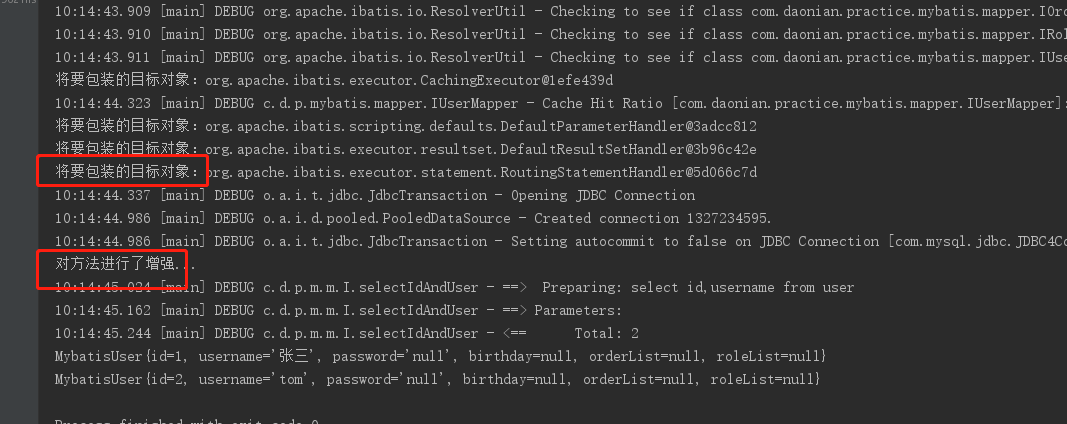 10:14:43.909 [main] DEBUG org.apache.ibatis.io.ResolverUtil - Checking to see if class com.daonian.practice.mybatis.mapper.IOrd
10:14:43.910 [main] DEBUG org.apache.ibatis.io.ResolverUtil - Checking to see if class com.daonian.practice.mybatis.mapper.IRol
10:14:43.911 [main] DEBUG org.apache.ibatis.io.ResolverUtil - Checking to see if class com.daonian.practice.mybatis.mapper.IUse
将要包装的目标对象：org.apache.ibatis.executor.CachingExecutor@1efe439d
10:14:44.323 [main] DEBUG c.d.p.mybatis.mapper.IUserMapper - Cache Hit Ratio [com.daonian.practice.mybatis.mapper.IUserMapper]:
将要包装的目标对象：org.apache.ibatis.scripting.defaults.DefaultParameterHandler@3adcc812
将要包装的目标对象：org.apache.ibatis.executor.resultset.DefaultResultSetHandler@3b96c42e
将要包装的目标对象：org.apache.ibatis.executor.statement.RoutingStatementHandler@5d066c7d
10:14:44.337 [main] DEBUG o.a.i.t.jdbc.JdbcTransaction - Opening JDBC Connection
10:14:44.986 [main] DEBUG o.a.i.d.pooled.PooledDataSource - Created connection 1327234595.
10:14:44.986 [main] DEBUG o.a.i.t.jdbc.JdbcTransaction - Setting autocommit to false on JDBC Connection [com.mysql.jdbc.JDBC4Co
对方法进行了增强...
10:14:45.024 [main] DEBUG c.d.p.m.m.I.selectIdAndUser - ==>  Preparing: select id,username from user
10:14:45.162 [main] DEBUG c.d.p.m.m.I.selectIdAndUser - ==> Parameters:
10:14:45.244 [main] DEBUG c.d.p.m.m.I.selectIdAndUser - <==      Total: 2
MybatisUser{id=1, username='张三', password='null', birthday=null, orderList=null, roleList=null}
MybatisUser{id=2, username='tom', password='null', birthday=null, orderList=null, roleList=null}
Process finished with exit code 0